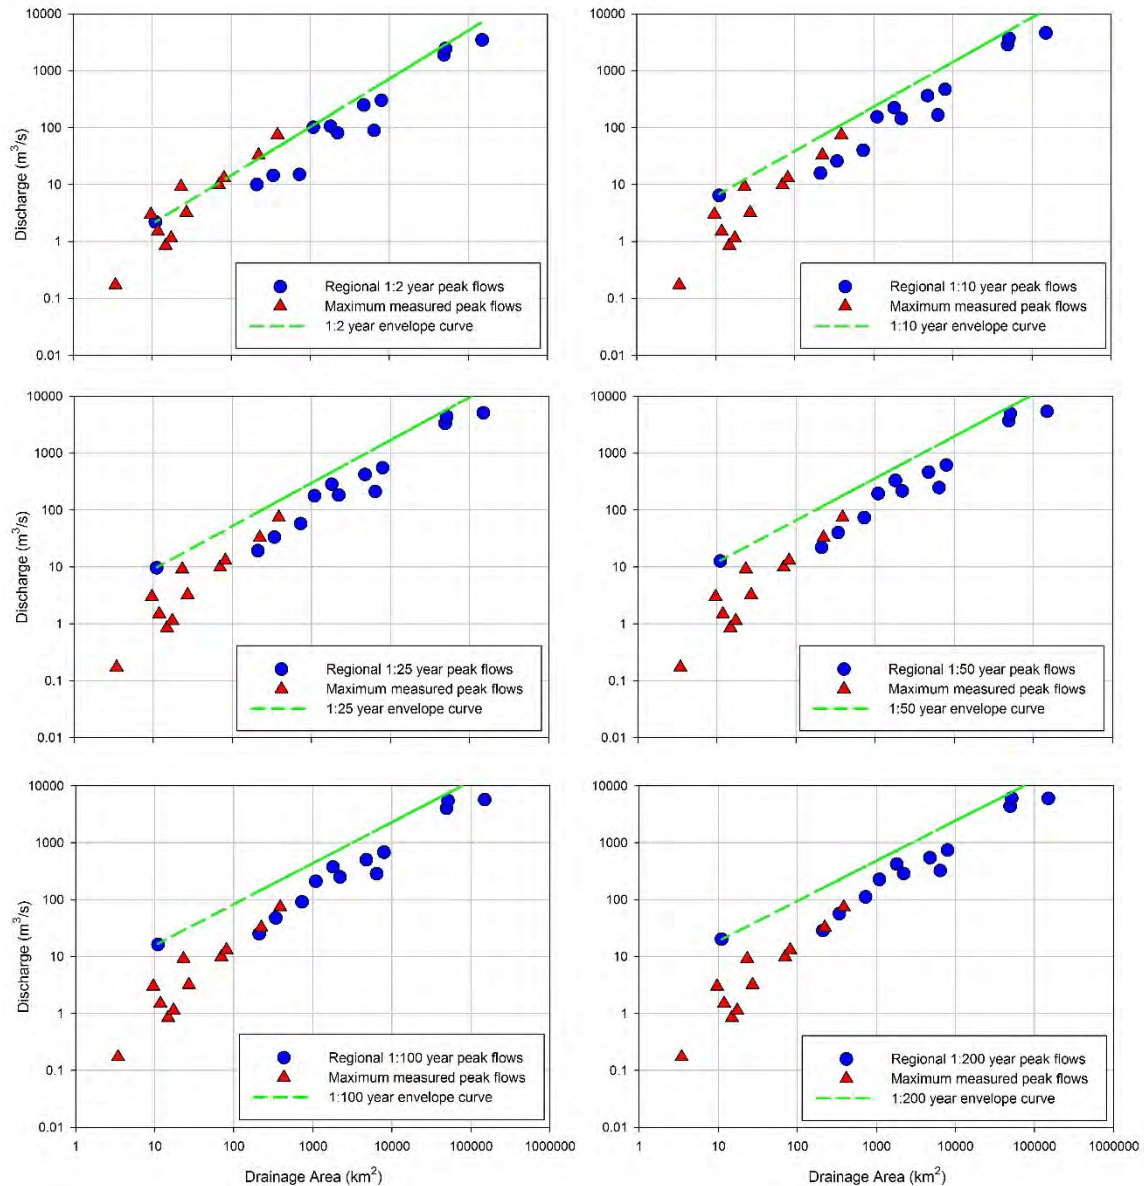 10000
1000
100
10
1
0.1
0.01
Discharge (m³/s)
Regional 1:2 year peak flows
Maximum measured peak flows
1:2 year envelope curve
10000
1000
100
10
1
0.1
0.01
Regional 1:10 year peak flows
Maximum measured peak flows
1:10 year envelope curve
10000
1000
100
10
1
0.1
0.01
Discharge (m³/s)
Regional 1:25 year peak flows
Maximum measured peak flows
1:25 year envelope curve
10000
1000
100
10
1
0.1
0.01
Regional 1:50 year peak flows
Maximum measured peak flows
1:50 year envelope curve
10000
1000
100
10
1
0.1
0.01
Discharge (m³/s)
Regional 1:100 year peak flows
Maximum measured peak flows
1:100 year envelope curve
1 10 100 1000 10000 100000 1000000
Drainage Area (km²)
10000
1000
100
10
1
0.1
0.01
Regional 1:200 year peak flows
Maximum measured peak flows
1:200 year envelope curve
1 10 100 1000 10000 100000 1000000
Drainage Area (km²)